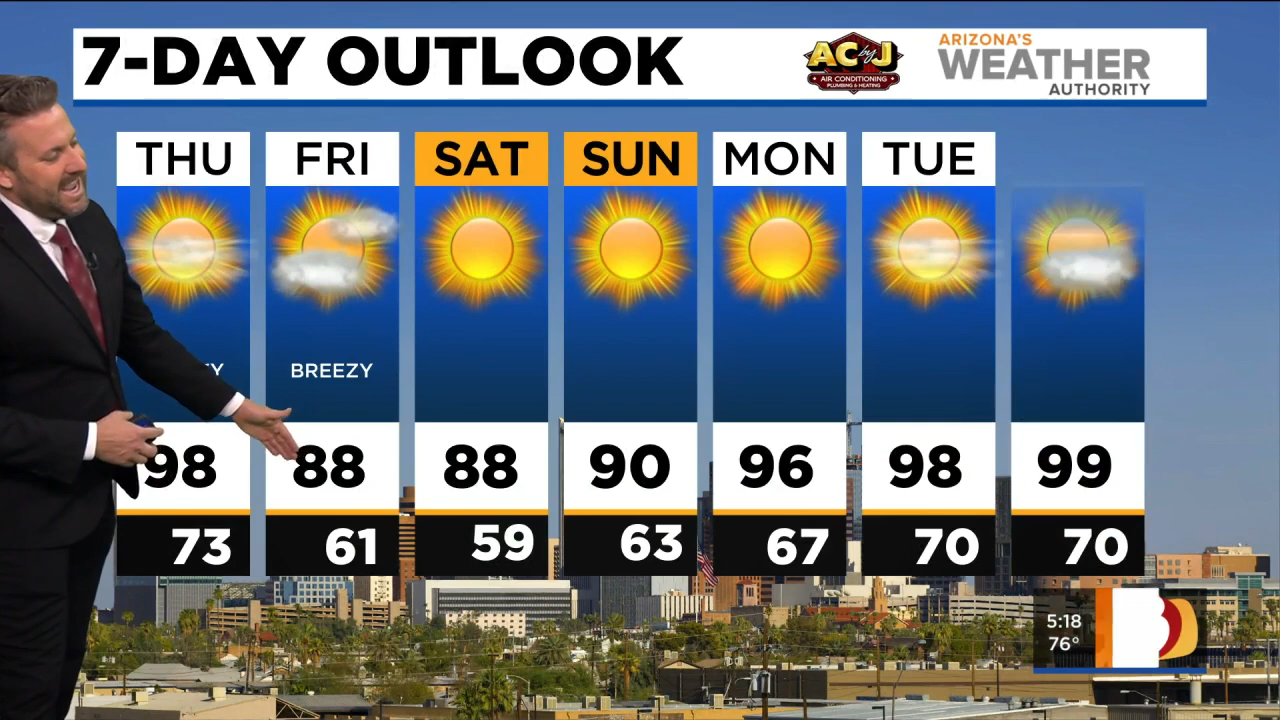 7-DAY OUTLOOK
AC by J
AIR CONDITIONING
PLUMBING & HEATING
ARIZONA'S
WEATHER
AUTHORITY
THU FRI SAT SUN MON TUE
BREEZY
98 88 88 90 96 98 99
73 61 59 63 67 70 70
5:18
76°